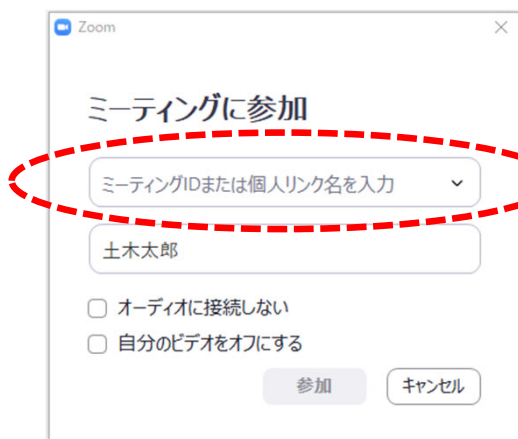 Zoom
ミーティングに参加
ミーティングIDまたは個人リンク名を入力
土木太郎
オーディオに接続しない
自分のビデオをオフにする
参加 キャンセル